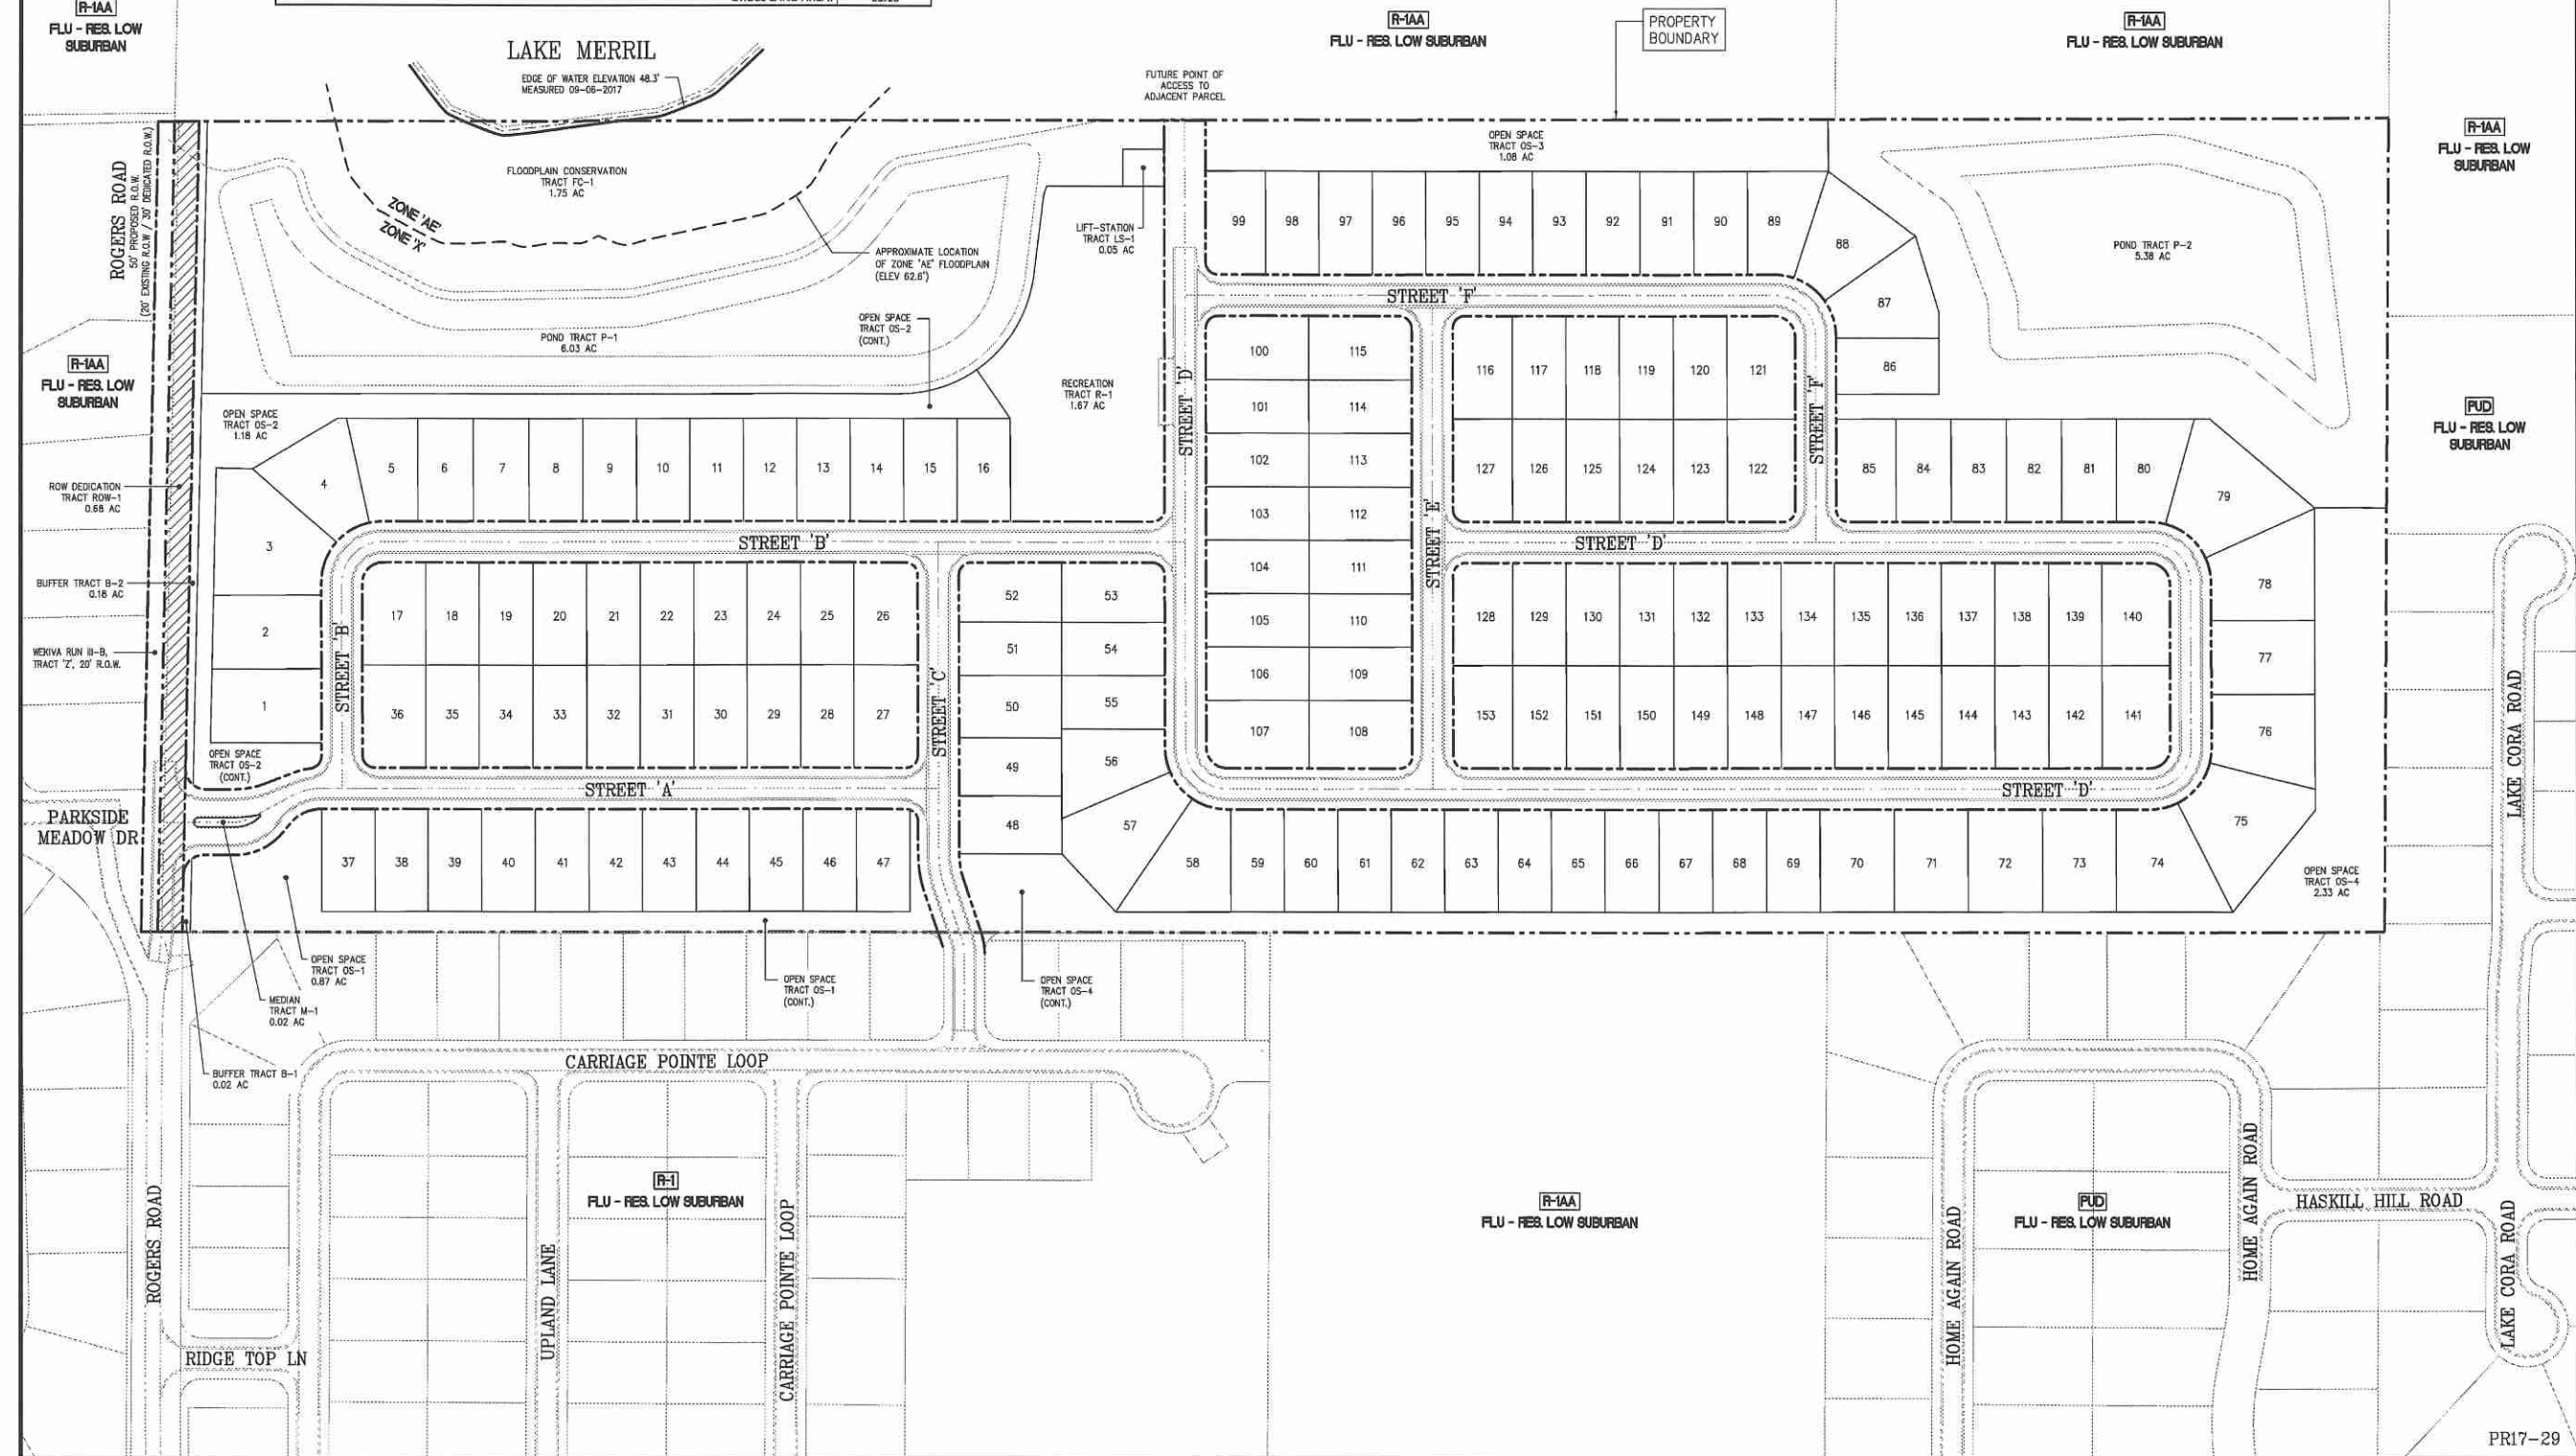 R-1AA
FLU - RES. LOW
SUBURBAN
LAKE MERRIL
EDGE OF WATER ELEVATION 48.3'
MEASURED 09-06-2017
R-1AA
FLU - RES. LOW SUBURBAN
PROPERTY
BOUNDARY
R-1AA
FLU - RES. LOW SUBURBAN
FUTURE POINT OF
ACCESS TO
ADJACENT PARCEL
R-1AA
FLU - RES. LOW
SUBURBAN
ROGERS ROAD
50' PROPOSED R.O.W.
(20' EXISTING R.O.W / 30' DEDICATED R.O.W.)
FLOODPLAIN CONSERVATION
TRACT FC-1
1.75 AC
ZONE 'AE'
ZONE 'X'
APPROXIMATE LOCATION
OF ZONE 'AE' FLOODPLAIN
(ELEV 62.6')
POND TRACT P-1
6.03 AC
OPEN SPACE
TRACT OS-2
(CONT.)
LIFT-STATION
TRACT LS-1
0.05 AC
RECREATION
TRACT R-1
1.67 AC
OPEN SPACE
TRACT OS-3
1.08 AC
POND TRACT P-2
5.38 AC
99 98 97 96 95 94 93 92 91 90 89
88
87
86
STREET 'F'
STREET 'F'
STREET 'D'
STREET 'E'
100 115
101 114
102 113
103 112
104 111
105 110
106 109
107 108
116 117 118 119 120 121
127 126 125 124 123 122
85 84 83 82 81 80
79
78
77
76
75
R-1AA
FLU - RES. LOW
SUBURBAN
PUD
FLU - RES. LOW
SUBURBAN
OPEN SPACE
TRACT OS-2
1.18 AC
ROW DEDICATION
TRACT ROW-1
0.68 AC
BUFFER TRACT B-2
0.18 AC
WEKIVA RUN III-B,
TRACT 'Z', 20' R.O.W.
4
3
2
1
5 6 7 8 9 10 11 12 13 14 15 16
STREET 'B'
STREET 'B'
STREET 'D'
17 18 19 20 21 22 23 24 25 26
36 35 34 33 32 31 30 29 28 27
STREET 'C'
52 53
51 54
50 55
49 56
48 57
128 129 130 131 132 133 134 135 136 137 138 139 140
153 152 151 150 149 148 147 146 145 144 143 142 141
OPEN SPACE
TRACT OS-2
(CONT.)
STREET 'A'
STREET 'D'
PARKSIDE
MEADOW DR
37 38 39 40 41 42 43 44 45 46 47
58 59 60 61 62 63 64 65 66 67 68 69 70 71 72 73 74
OPEN SPACE
TRACT OS-4
2.33 AC
LAKE CORA ROAD
OPEN SPACE
TRACT OS-1
0.87 AC
MEDIAN
TRACT M-1
0.02 AC
BUFFER TRACT B-1
0.02 AC
OPEN SPACE
TRACT OS-1
(CONT.)
OPEN SPACE
TRACT OS-4
(CONT.)
CARRIAGE POINTE LOOP
R-1
FLU - RES. LOW SUBURBAN
R-1AA
FLU - RES. LOW SUBURBAN
PUD
FLU - RES. LOW SUBURBAN
ROGERS ROAD
UPLAND LANE
CARRIAGE POINTE LOOP
HOME AGAIN ROAD
HOME AGAIN ROAD
HASKILL HILL ROAD
LAKE CORA ROAD
RIDGE TOP LN
PR17-29